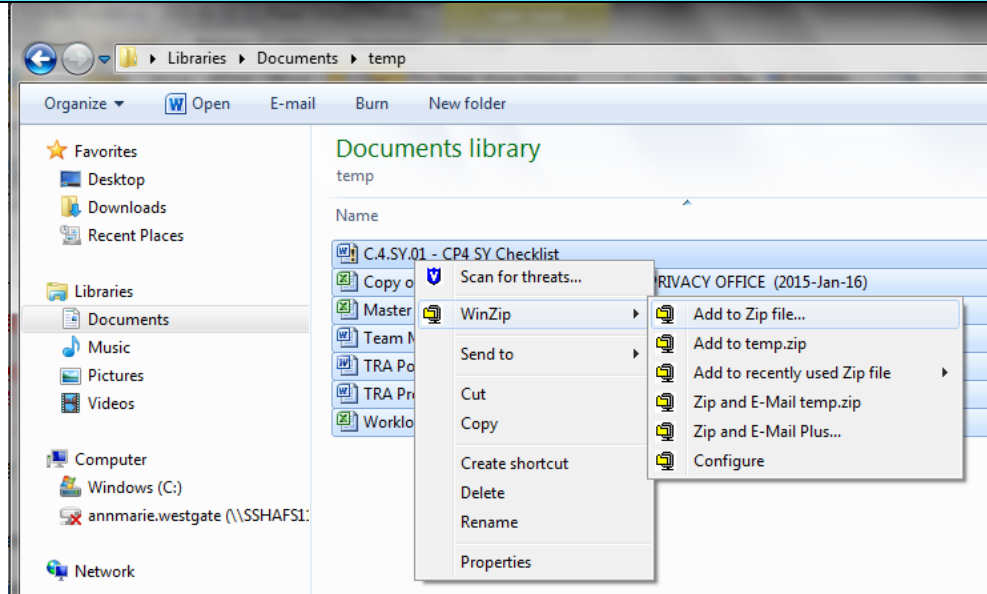 Libraries Documents temp
Organize Open E-mail Burn New folder
Favorites
Desktop
Downloads
Recent Places
Libraries
Documents
Music
Pictures
Videos
Computer
Windows (C:)
annmarie.westgate (\\SSHAFS1
Network
Documents library
temp
Name
C.4.SY.01 - CP4 SY Checklist
Copy o RIVACY OFFICE (2015-Jan-16)
Master
Team M
TRA Po
TRA Pr
Worklo
Scan for threats...
WinZip
Send to
Cut
Copy
Create shortcut
Delete
Rename
Properties
Add to Zip file...
Add to temp.zip
Add to recently used Zip file
Zip and E-Mail temp.zip
Zip and E-Mail Plus...
Configure